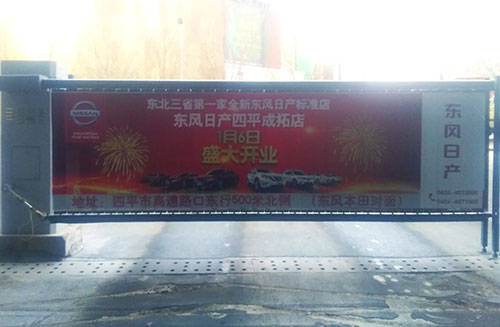 东北三省第一家全新东风日产标准店
NISSAN
东风日产四平成拓店
1月6日
盛大开业
地址：四平市高速路口东行500米北侧 （东风本田对面）
东风日产